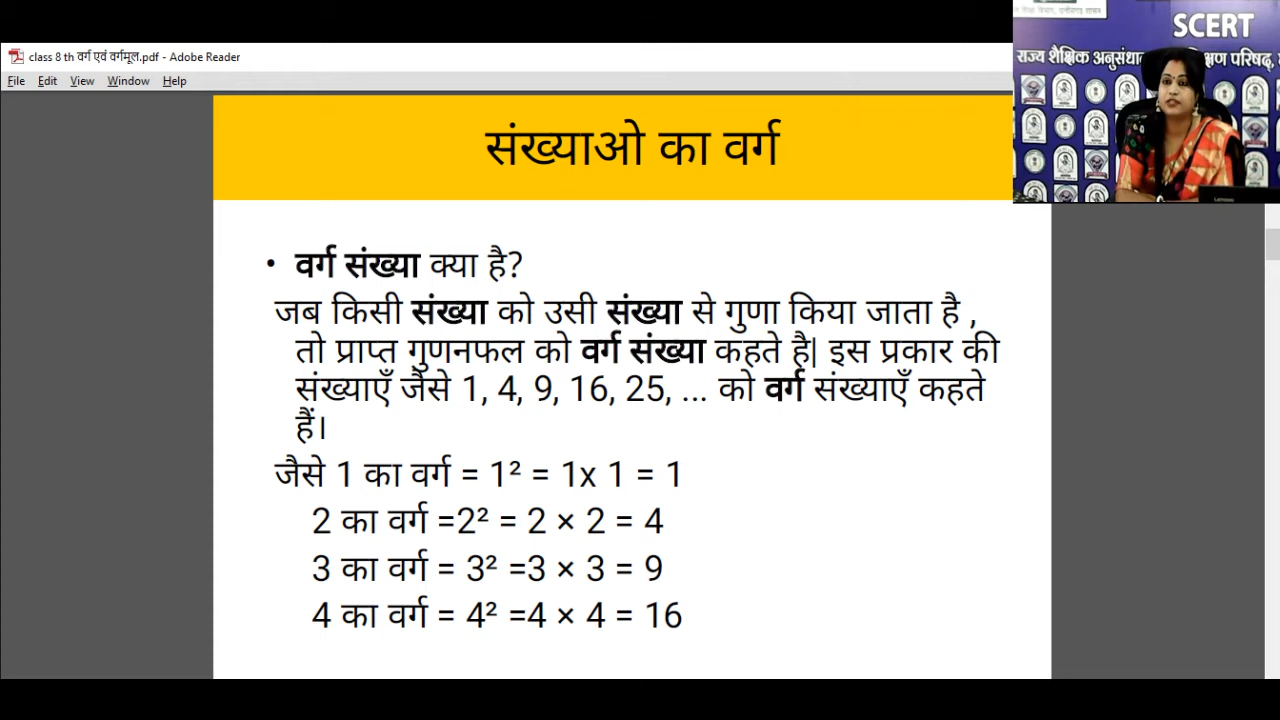 class 8 th वर्ग एवं वर्गमूल.pdf - Adobe Reader
File Edit View Window Help
SCERT
राज्य शैक्षिक अनुसंधान
परिषद,
संख्याओ का वर्ग
• वर्ग संख्या क्या है?
जब किसी संख्या को उसी संख्या से गुणा किया जाता है ,
तो प्राप्त गुणनफल को वर्ग संख्या कहते है| इस प्रकार की
संख्याएँ जैसे 1, 4, 9, 16, 25, ... को वर्ग संख्याएँ कहते
हैं।
जैसे 1 का वर्ग = 1² = 1x 1 = 1
2 का वर्ग =2² = 2 × 2 = 4
3 का वर्ग = 3² =3 × 3 = 9
4 का वर्ग = 4² =4 × 4 = 16